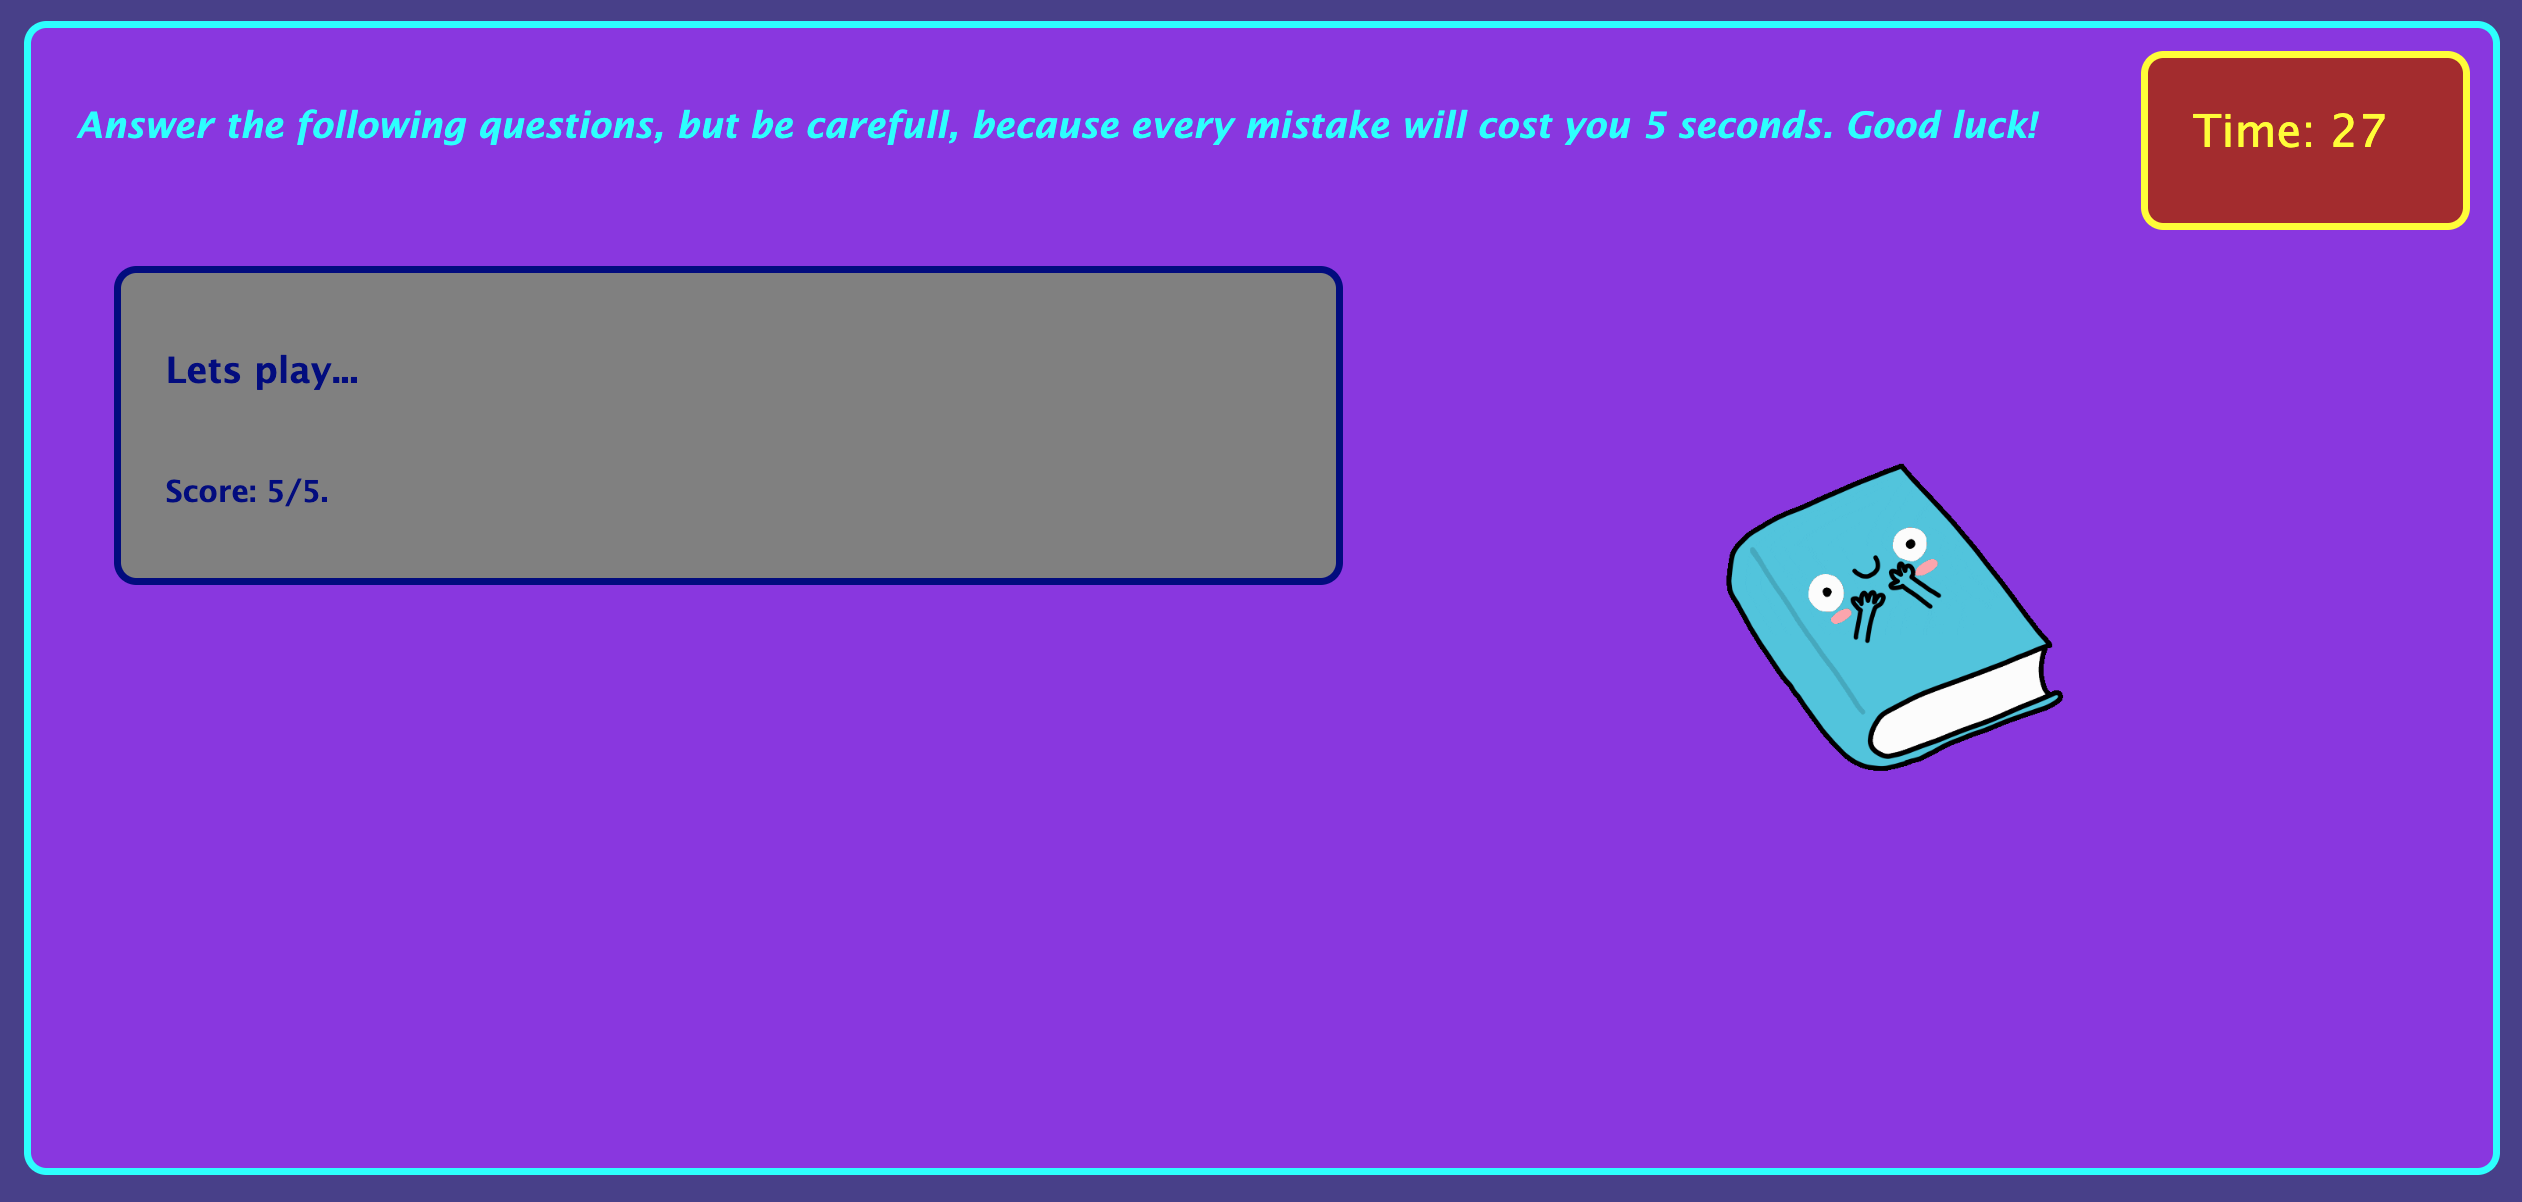 Answer the following questions, but be carefull, because every mistake will cost you 5 seconds. Good luck!
Time: 27
Lets play...
Score: 5/5.